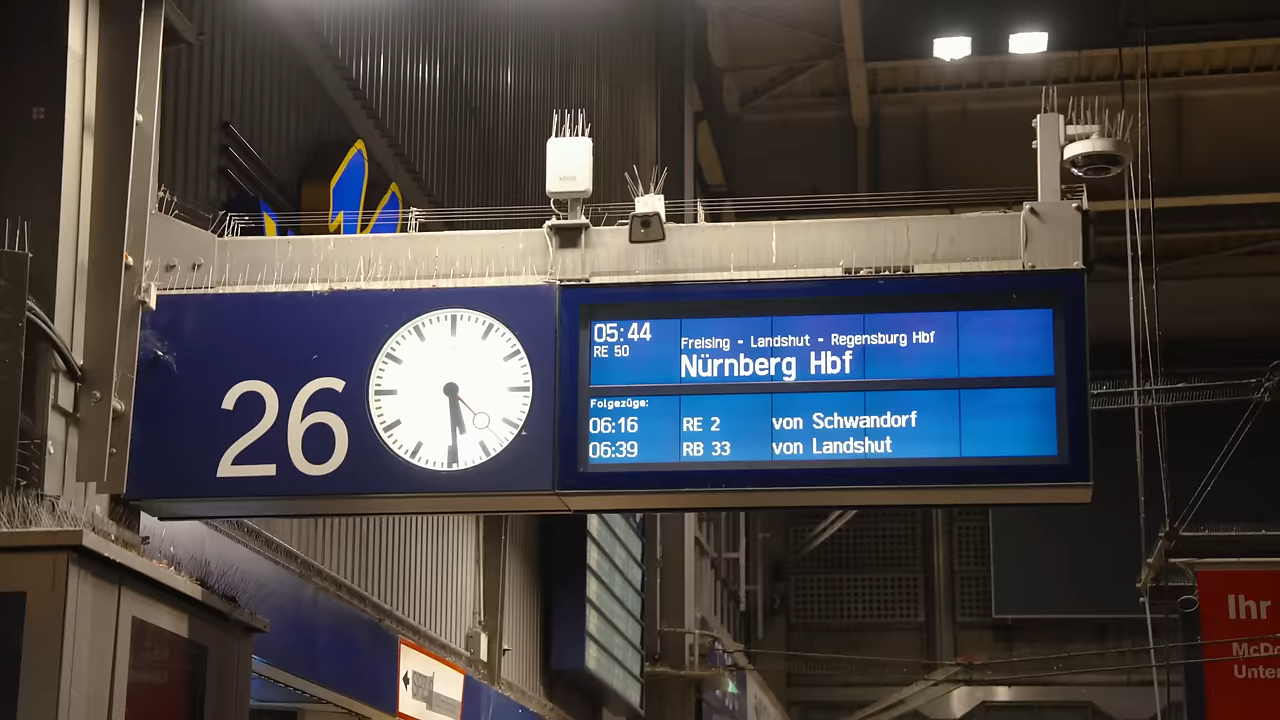 26
05:44
RE 50
Freising - Landshut - Regensburg Hbf
Nürnberg Hbf
Folgezüge:
06:16 RE 2 von Schwandorf
06:39 RB 33 von Landshut
Ihr